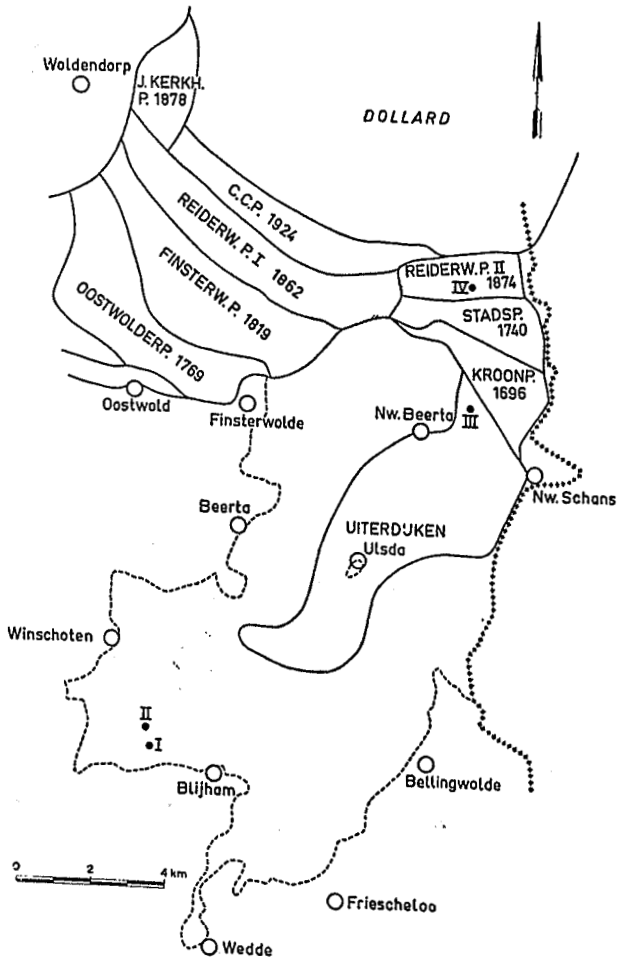 Woldendorp
J. KERKH.
P. 1878
DOLLARD
C.C.P. 1924
REIDERW. P. I 1862
FINSTERW. P. 1819
OOSTWOLDERP. 1769
REIDERW. P. II
IV 1874
STADSP.
1740
KROONP.
1696
Oostwold
Finsterwolde
Nw. Beerta
III
Beerta
Nw. Schans
UITERDIJKEN
Ulsda
Winschoten
II
I
Blijham
Bellingwolde
0 2 4 km
Friescheloo
Wedde